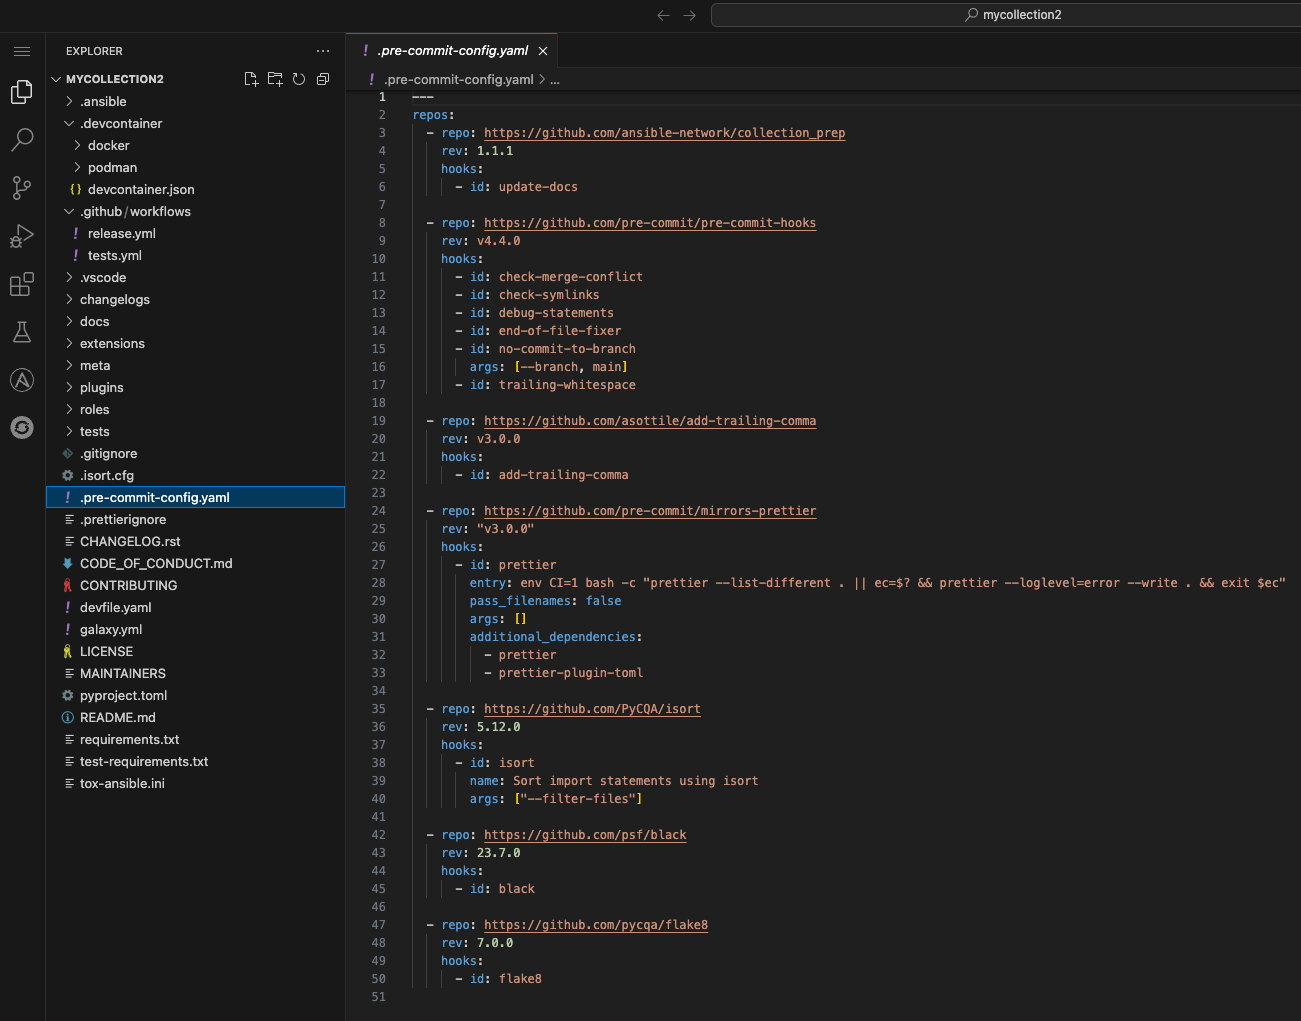 mycollection2
EXPLORER
MYCOLLECTION2
.ansible
.devcontainer
docker
podman
{} devcontainer.json
.github/workflows
! release.yml
! tests.yml
.vscode
changelogs
docs
extensions
meta
plugins
roles
tests
.gitignore
.isort.cfg
! .pre-commit-config.yaml
.prettierignore
CHANGELOG.rst
CODE_OF_CONDUCT.md
CONTRIBUTING
! devfile.yaml
! galaxy.yml
LICENSE
MAINTAINERS
pyproject.toml
README.md
requirements.txt
test-requirements.txt
tox-ansible.ini
! .pre-commit-config.yaml
! .pre-commit-config.yaml > ...
1 ---
2 repos:
3 - repo: https://github.com/ansible-network/collection_prep
4 rev: 1.1.1
5 hooks:
6 - id: update-docs
7
8 - repo: https://github.com/pre-commit/pre-commit-hooks
9 rev: v4.4.0
10 hooks:
11 - id: check-merge-conflict
12 - id: check-symlinks
13 - id: debug-statements
14 - id: end-of-file-fixer
15 - id: no-commit-to-branch
16 args: [--branch, main]
17 - id: trailing-whitespace
18
19 - repo: https://github.com/asottile/add-trailing-comma
20 rev: v3.0.0
21 hooks:
22 - id: add-trailing-comma
23
24 - repo: https://github.com/pre-commit/mirrors-prettier
25 rev: "v3.0.0"
26 hooks:
27 - id: prettier
28 entry: env CI=1 bash -c "prettier --list-different . || ec=$? && prettier --loglevel=error --write . && exit $ec"
29 pass_filenames: false
30 args: []
31 additional_dependencies:
32 - prettier
33 - prettier-plugin-toml
34
35 - repo: https://github.com/PyCQA/isort
36 rev: 5.12.0
37 hooks:
38 - id: isort
39 name: Sort import statements using isort
40 args: ["--filter-files"]
41
42 - repo: https://github.com/psf/black
43 rev: 23.7.0
44 hooks:
45 - id: black
46
47 - repo: https://github.com/pycqa/flake8
48 rev: 7.0.0
49 hooks:
50 - id: flake8
51